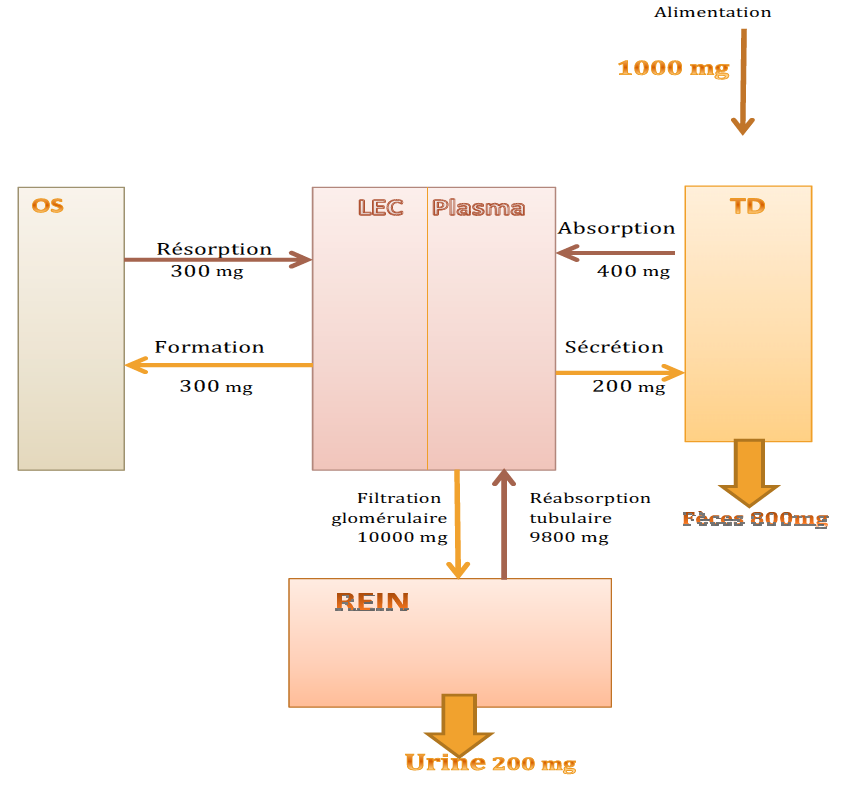 Alimentation
1000 mg
OS
LEC
Plasma
TD
Résorption
300 mg
Absorption
400 mg
Formation
300 mg
Sécrétion
200 mg
Filtration
glomérulaire
10000 mg
Réabsorption
tubulaire
9800 mg
Fèces 800mg
REIN
Urine 200 mg